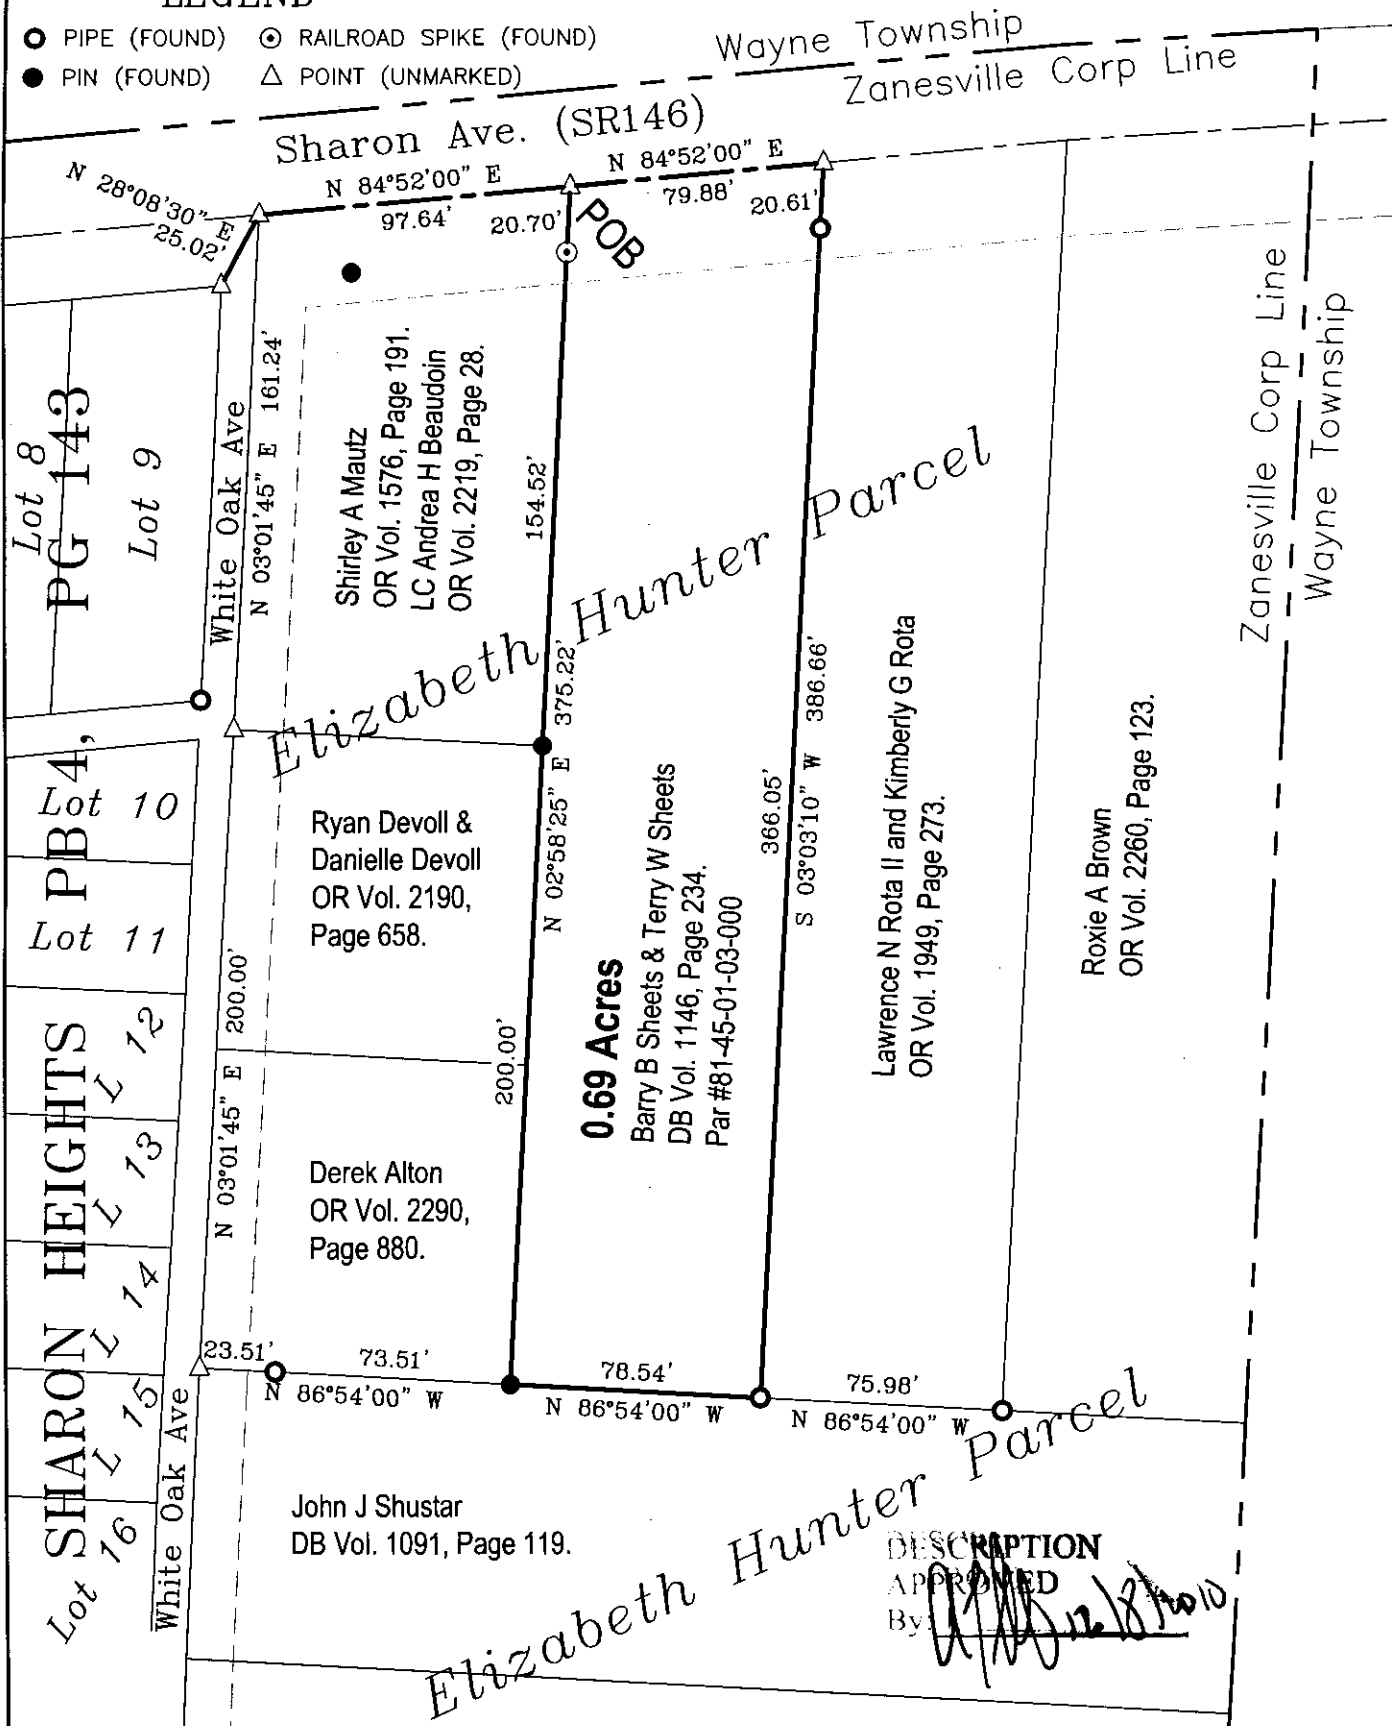 LEGEND
PIPE (FOUND)
RAILROAD SPIKE (FOUND)
PIN (FOUND)
POINT (UNMARKED)
Wayne Township
Zanesville Corp Line
Sharon Ave. (SR146)
N 28°08'30" E
25.02'
N 84°52'00" E
97.64'
20.70'
POB
N 84°52'00" E
79.88'
20.61'
Zanesville Corp Line
Wayne Township
Lot 8
Lot 9
SHARON HEIGHTS PB 4, PG 143
White Oak Ave
N 03°01'45" E 161.24'
Shirley A Mautz
OR Vol. 1576, Page 191.
LC Andrea H Beaudoin
OR Vol. 2219, Page 28.
154.52'
Elizabeth Hunter Parcel
N 02°58'25" E 375.22'
S 03°03'10" W 386.66'
366.05'
Lot 10
Lot 11
L 12
L 13
L 14
L 15
Lot 16
Ryan Devoll &
Danielle Devoll
OR Vol. 2190,
Page 658.
N 03°01'45" E 200.00'
200.00'
0.69 Acres
Barry B Sheets & Terry W Sheets
DB Vol. 1146, Page 234.
Par #81-45-01-03-000
Lawrence N Rota II and Kimberly G Rota
OR Vol. 1949, Page 273.
Roxie A Brown
OR Vol. 2260, Page 123.
Derek Alton
OR Vol. 2290,
Page 880.
23.51'
73.51'
N 86°54'00" W
78.54'
N 86°54'00" W
75.98'
N 86°54'00" W
White Oak Ave
John J Shustar
DB Vol. 1091, Page 119.
Elizabeth Hunter Parcel
DESCRIPTION
APPROVED
By: 12/8/2010